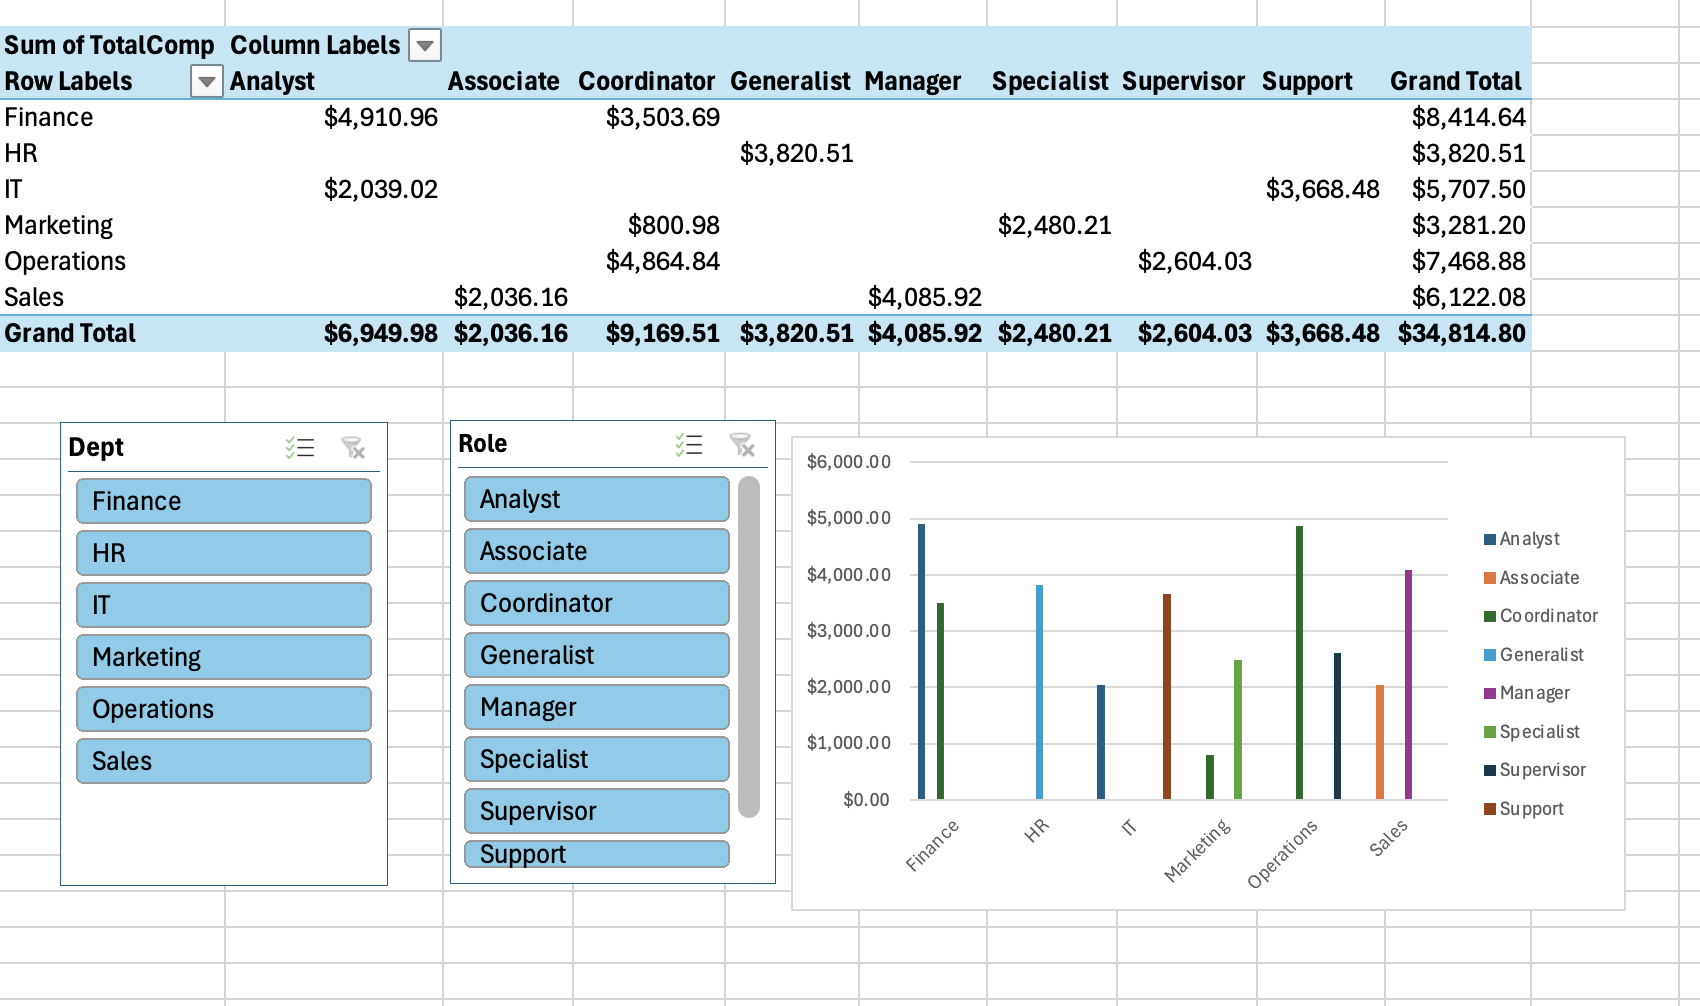 Sum of TotalComp Column Labels
Row Labels Analyst Associate Coordinator Generalist Manager Specialist Supervisor Support Grand Total
Finance $4,910.96 $3,503.69 $8,414.64
HR $3,820.51 $3,820.51
IT $2,039.02 $3,668.48 $5,707.50
Marketing $800.98 $2,480.21 $3,281.20
Operations $4,864.84 $2,604.03 $7,468.88
Sales $2,036.16 $4,085.92 $6,122.08
Grand Total $6,949.98 $2,036.16 $9,169.51 $3,820.51 $4,085.92 $2,480.21 $2,604.03 $3,668.48 $34,814.80
Dept
Finance
HR
IT
Marketing
Operations
Sales
Role
Analyst
Associate
Coordinator
Generalist
Manager
Specialist
Supervisor
Support
$6,000.00
$5,000.00
$4,000.00
$3,000.00
$2,000.00
$1,000.00
$0.00
Finance
HR
IT
Marketing
Operations
Sales
Analyst
Associate
Coordinator
Generalist
Manager
Specialist
Supervisor
Support